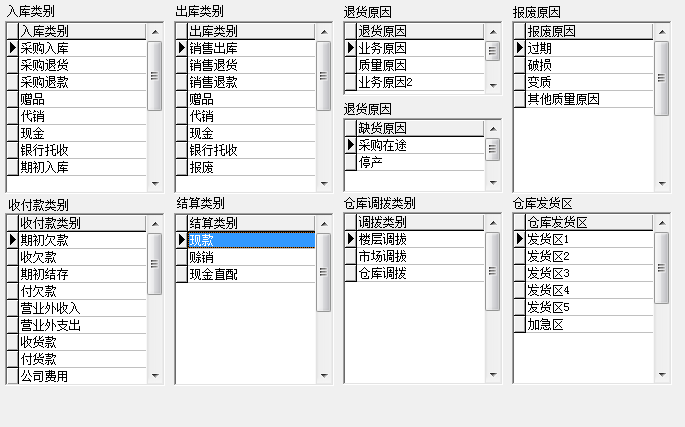 入库类别
入库类别
采购入库
采购退货
采购退款
赠品
代销
现金
银行托收
期初入库
出库类别
出库类别
销售出库
销售退货
销售退款
赠品
代销
现金
银行托收
报废
退货原因
退货原因
业务原因
质量原因
业务原因2
退货原因
缺货原因
采购在途
停产
报废原因
报废原因
过期
破损
变质
其他质量原因
收付款类别
收付款类别
期初欠款
收欠款
期初结存
付欠款
营业外收入
营业外支出
收货款
付货款
公司费用
结算类别
结算类别
现款
赊销
现金直配
仓库调拨类别
调拨类别
楼层调拨
市场调拨
仓库调拨
仓库发货区
仓库发货区
发货区1
发货区2
发货区3
发货区4
发货区5
加急区